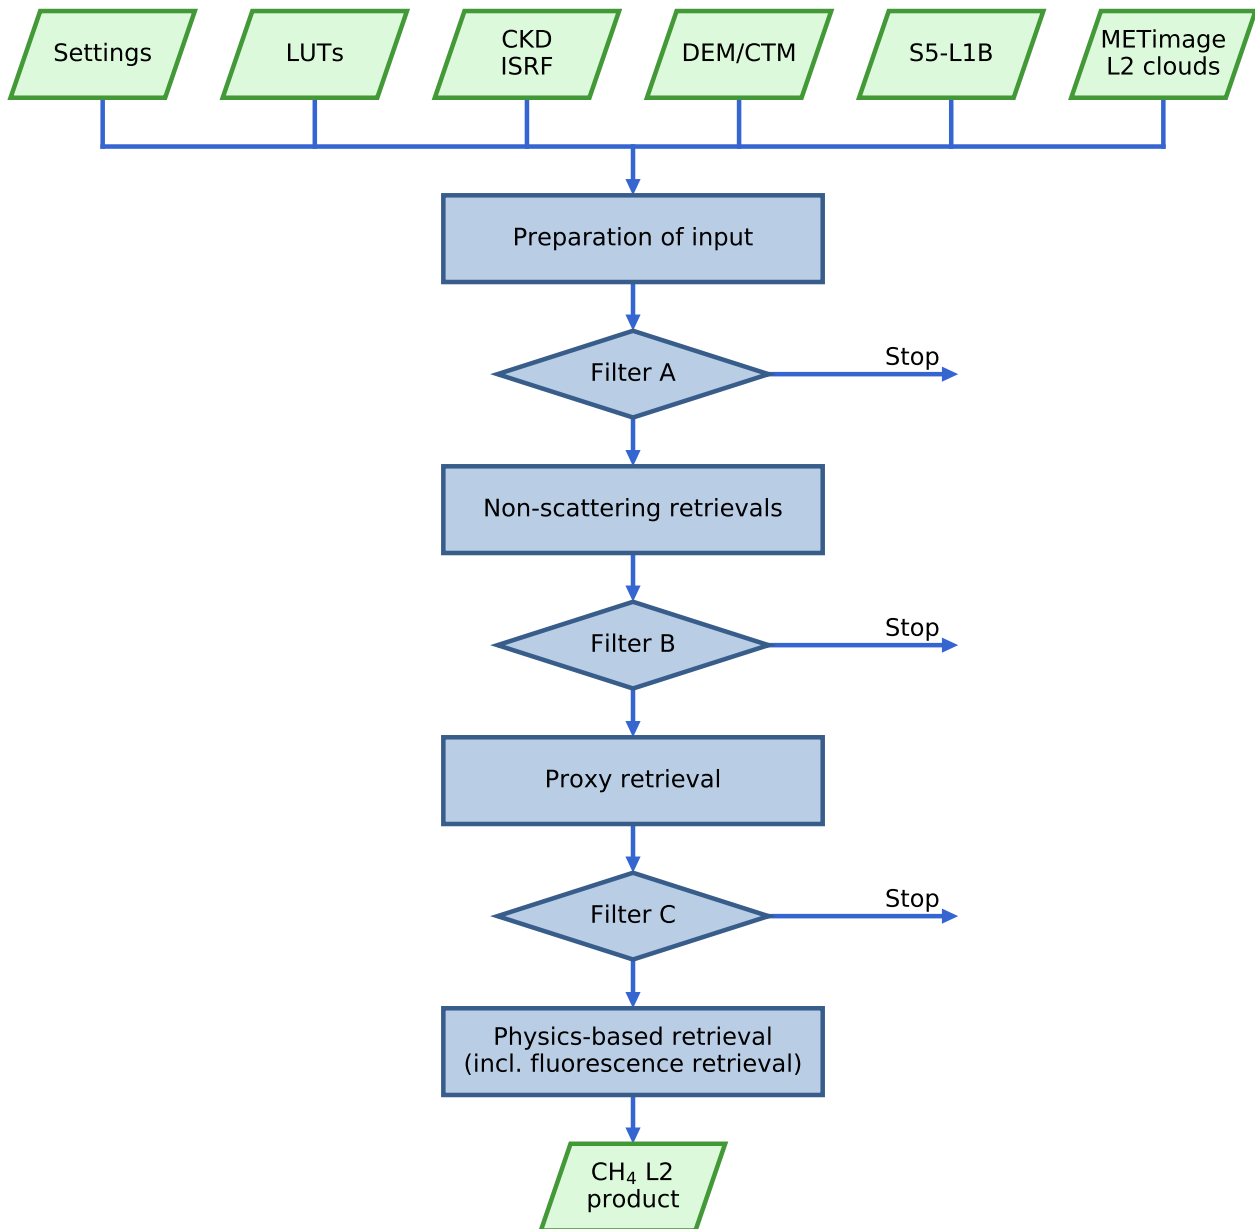 Settings
LUTs
CKD
ISRF
DEM/CTM
S5-L1B
METimage
L2 clouds
Preparation of input
Filter A
Stop
Non-scattering retrievals
Filter B
Stop
Proxy retrieval
Filter C
Stop
Physics-based retrieval
(incl. fluorescence retrieval)
CH₄ L2
product